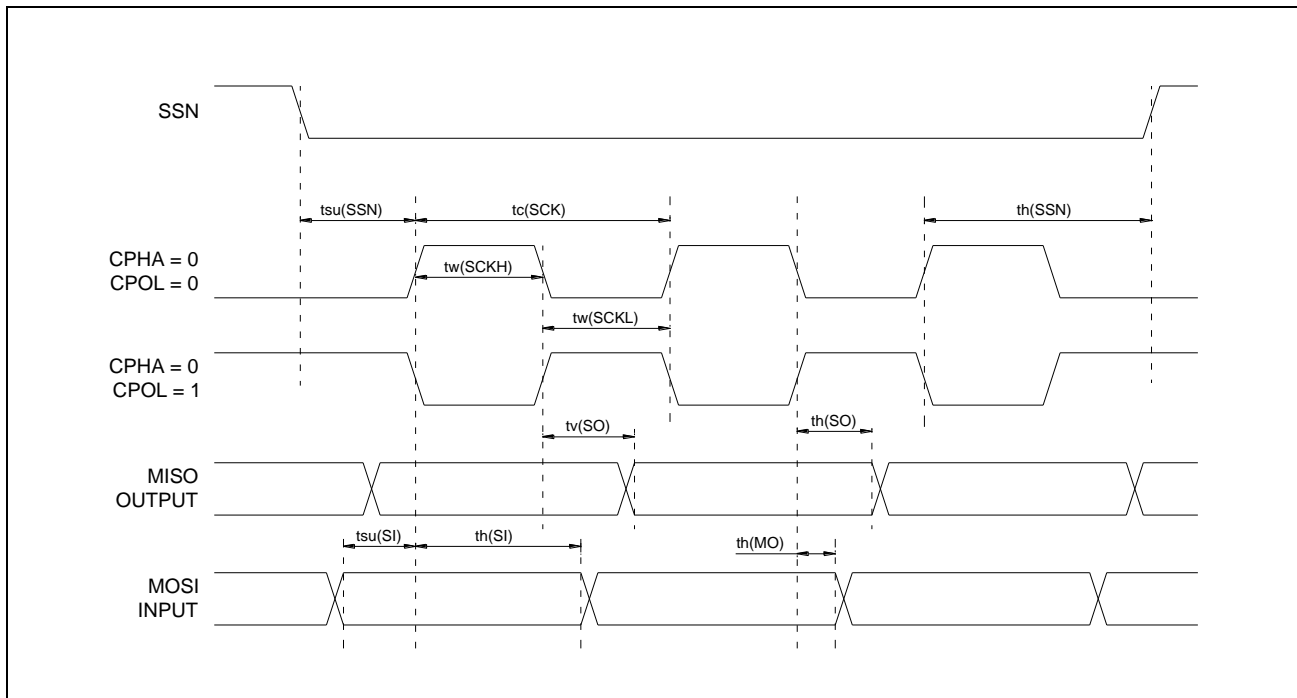 SSN
tsu(SSN)
tc(SCK)
th(SSN)
CPHA = 0
CPOL = 0
tw(SCKH)
tw(SCKL)
CPHA = 0
CPOL = 1
tv(SO)
th(SO)
MISO
OUTPUT
tsu(SI)
th(SI)
th(MO)
MOSI
INPUT